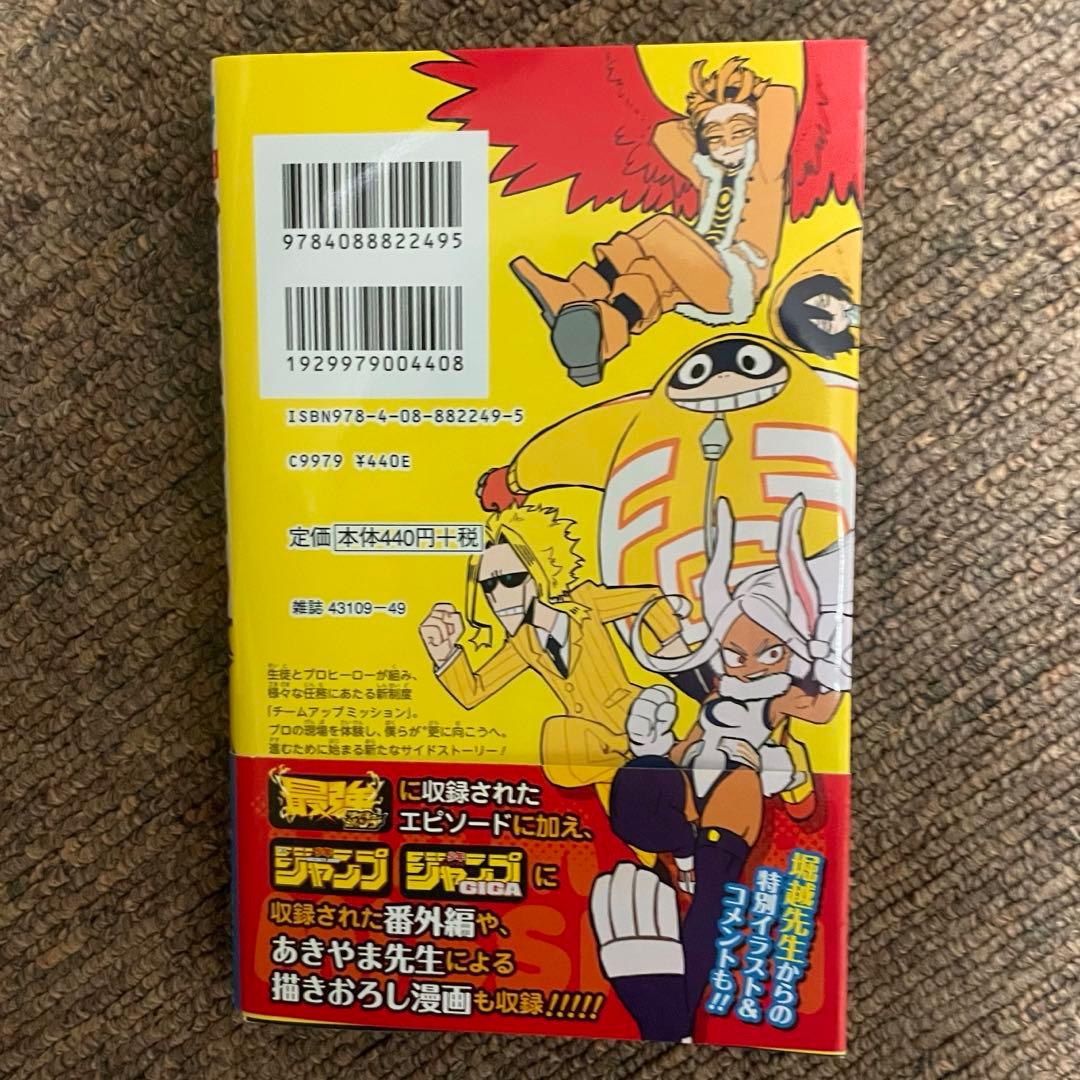 9784088822495
1929979004408
ISBN978-4-08-882249-5
C9979 ¥440E
定価 本体440円+税
雑誌 43109-49
生徒とプロヒーローが組み、
様々な任務にあたる新制度
「チームアップミッション」。
プロの現場を体験し、僕らが"更に向こうへ。
進むために始まる新たなサイドストーリー!
最強ジャンプに収録された
エピソードに加え、
ジャンプ ジャンプGIGAに
収録された番外編や、
あきやま先生による
描きおろし漫画も収録!!!!!
堀越先生からの
特別イラスト&
コメントも!!